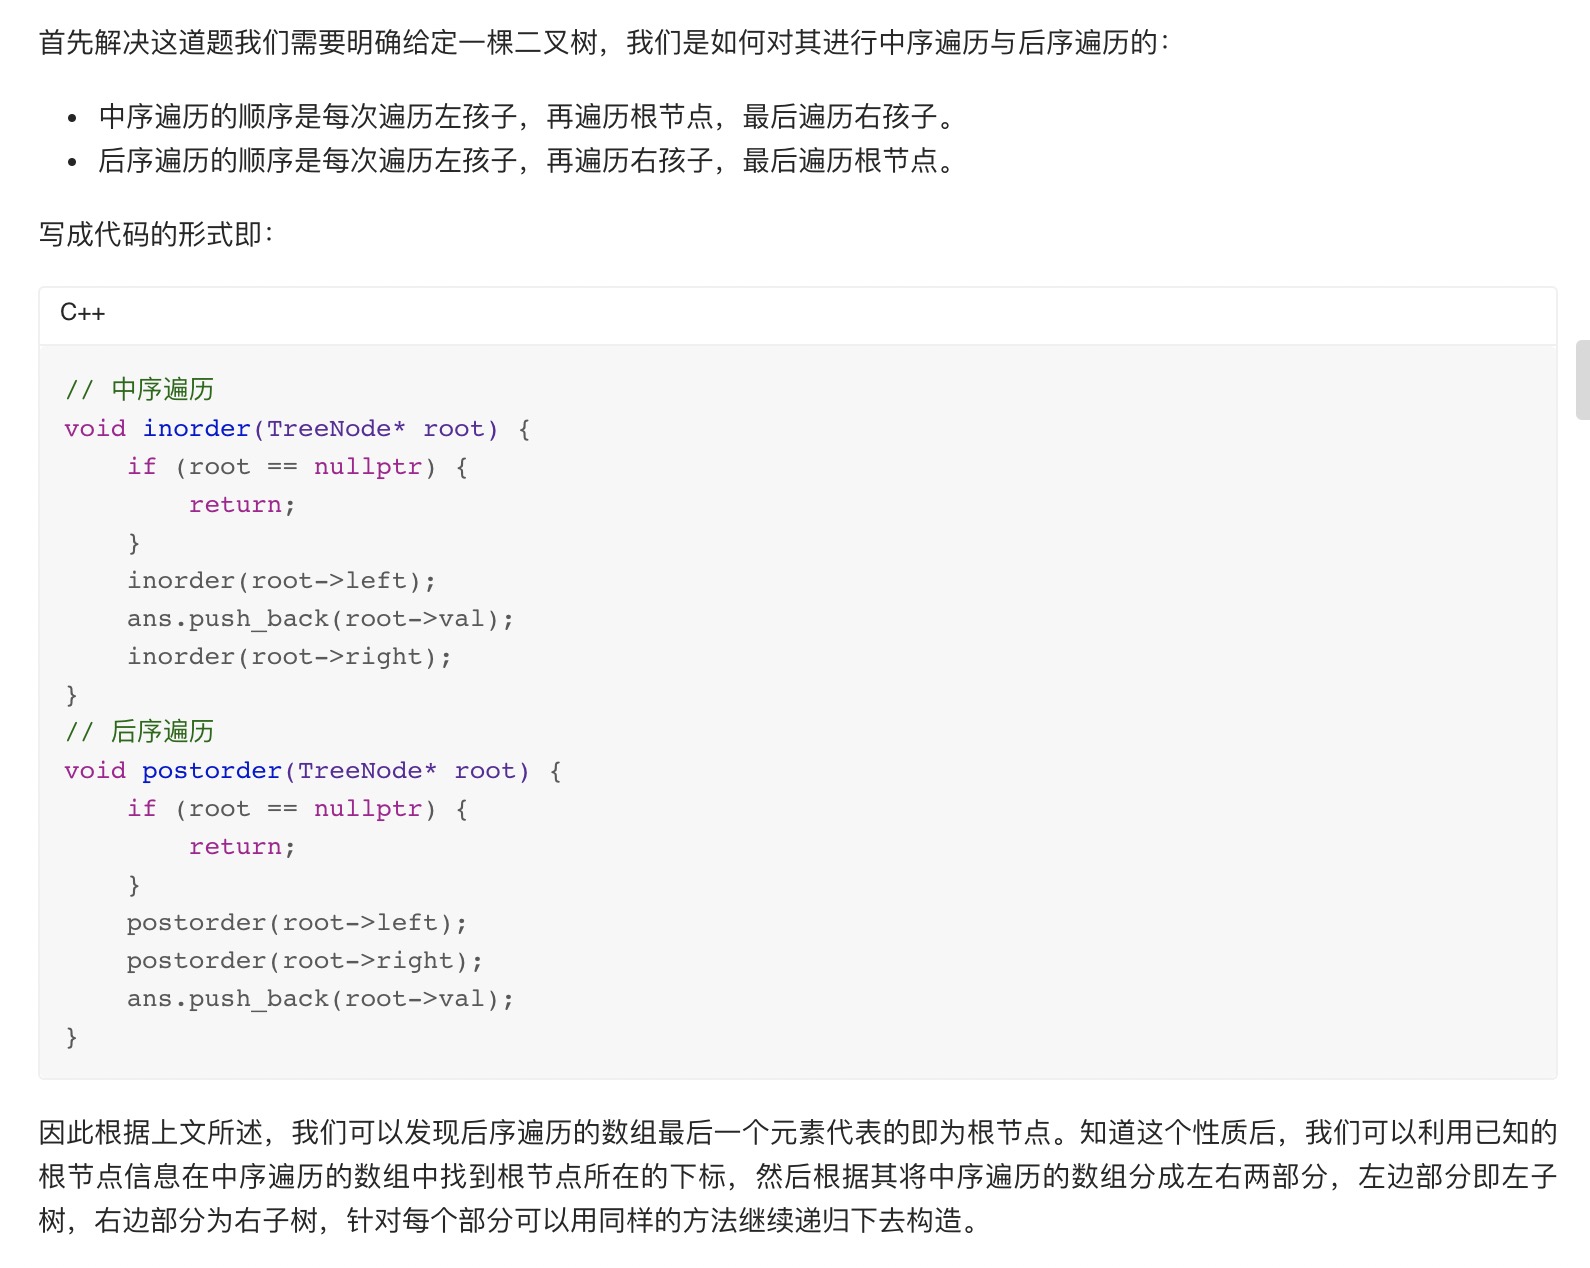 首先解决这道题我们需要明确给定一棵二叉树，我们是如何对其进行中序遍历与后序遍历的：
• 中序遍历的顺序是每次遍历左孩子，再遍历根节点，最后遍历右孩子。
• 后序遍历的顺序是每次遍历左孩子，再遍历右孩子，最后遍历根节点。
写成代码的形式即：
C++
// 中序遍历
void inorder(TreeNode* root) {
    if (root == nullptr) {
        return;
    }
    inorder(root->left);
    ans.push_back(root->val);
    inorder(root->right);
}
// 后序遍历
void postorder(TreeNode* root) {
    if (root == nullptr) {
        return;
    }
    postorder(root->left);
    postorder(root->right);
    ans.push_back(root->val);
}
因此根据上文所述，我们可以发现后序遍历的数组最后一个元素代表的即为根节点。知道这个性质后，我们可以利用已知的
根节点信息在中序遍历的数组中找到根节点所在的下标，然后根据其将中序遍历的数组分成左右两部分，左边部分即左子
树，右边部分为右子树，针对每个部分可以用同样的方法继续递归下去构造。